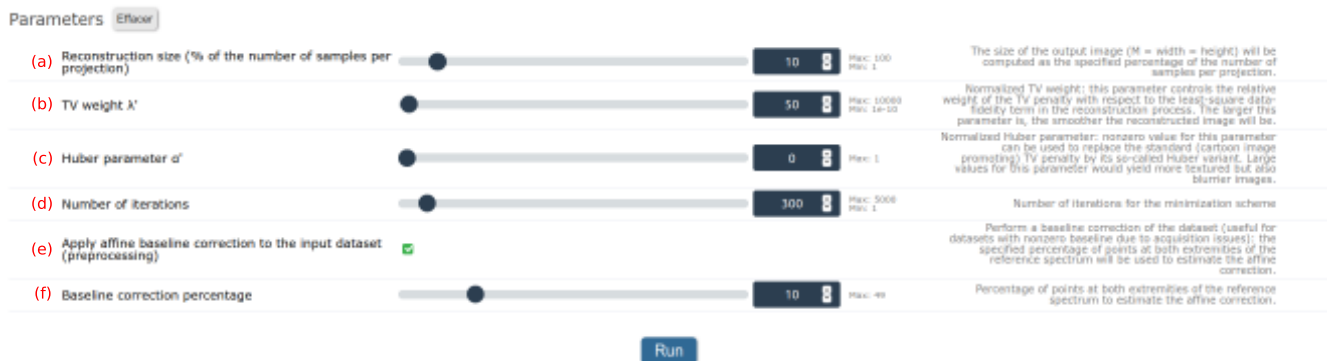 Parameters Effacer
(a) Reconstruction size (% of the number of samples per
projection)
10
Max: 100
Min: 1
The size of the output image (M = width = height) will be
computed as the specified percentage of the number of
samples per projection.
(b) TV weight λ'
50
Max: 10000
Min: 1e-10
Normalized TV weight: this parameter controls the relative
weight of the TV penalty with respect to the least-square data-
fidelity term in the reconstruction process. The larger this
parameter is, the smoother the reconstructed image will be.
(c) Huber parameter α'
0
Max: 1
Normalized Huber parameter: nonzero value for this parameter
can be used to replace the standard (cartoon image
promoting) TV penalty by its so-called Huber variant. Large
values for this parameter would yield more textured but also
blurrier images.
(d) Number of iterations
300
Max: 5000
Min: 1
Number of iterations for the minimization scheme
(e) Apply affine baseline correction to the input dataset
(preprocessing)
Perform a baseline correction of the dataset (useful for
datasets with nonzero baseline due to acquisition issues): the
specified percentage of points at both extremities of the
reference spectrum will be used to estimate the affine
correction.
(f) Baseline correction percentage
10
Max: 49
Percentage of points at both extremities of the reference
spectrum to estimate the affine correction.
Run